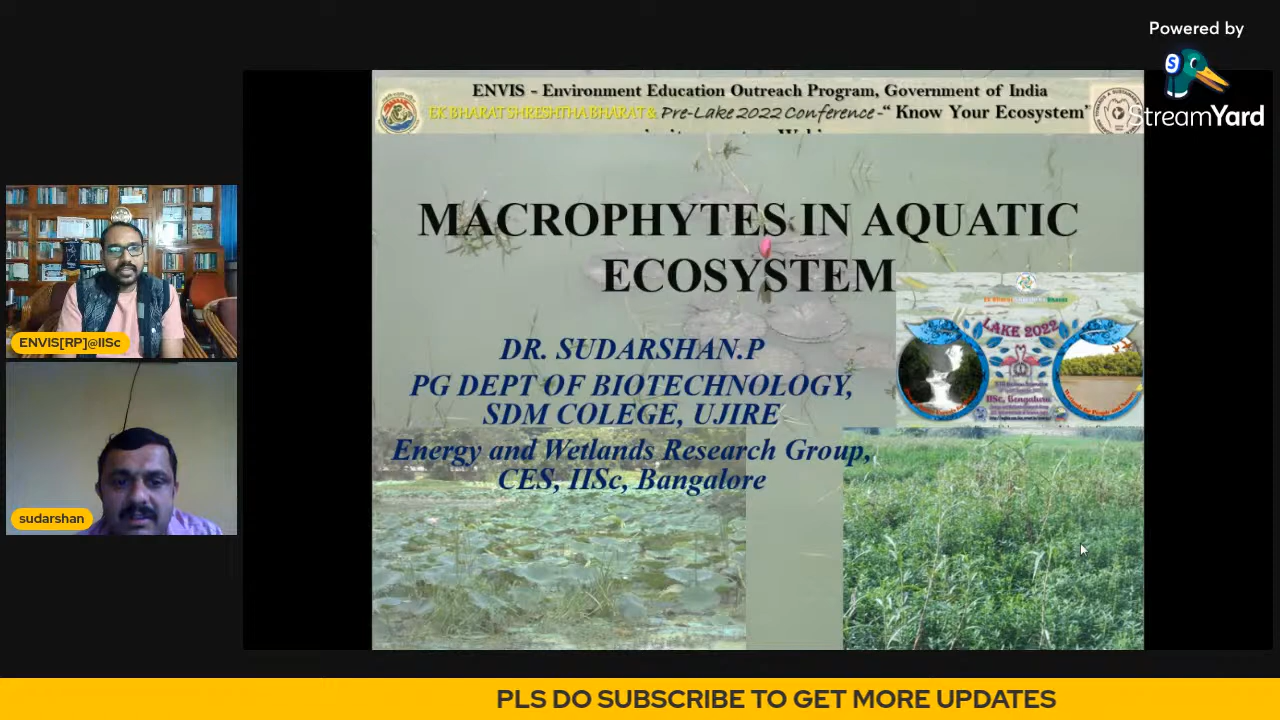 Powered by
StreamYard
ENVIS - Environment Education Outreach Program, Government of India
EK BHARAT SHRESHTHA BHARAT & Pre-Lake 2022 Conference -“ Know Your Ecosystem”
MACROPHYTES IN AQUATIC
ECOSYSTEM
LAKE 2022
IISc, Bengaluru
DR. SUDARSHAN.P
PG DEPT OF BIOTECHNOLOGY,
SDM COLEGE, UJIRE
Energy and Wetlands Research Group,
CES, IISc, Bangalore
ENVIS[RP]@IISc
sudarshan
PLS DO SUBSCRIBE TO GET MORE UPDATES